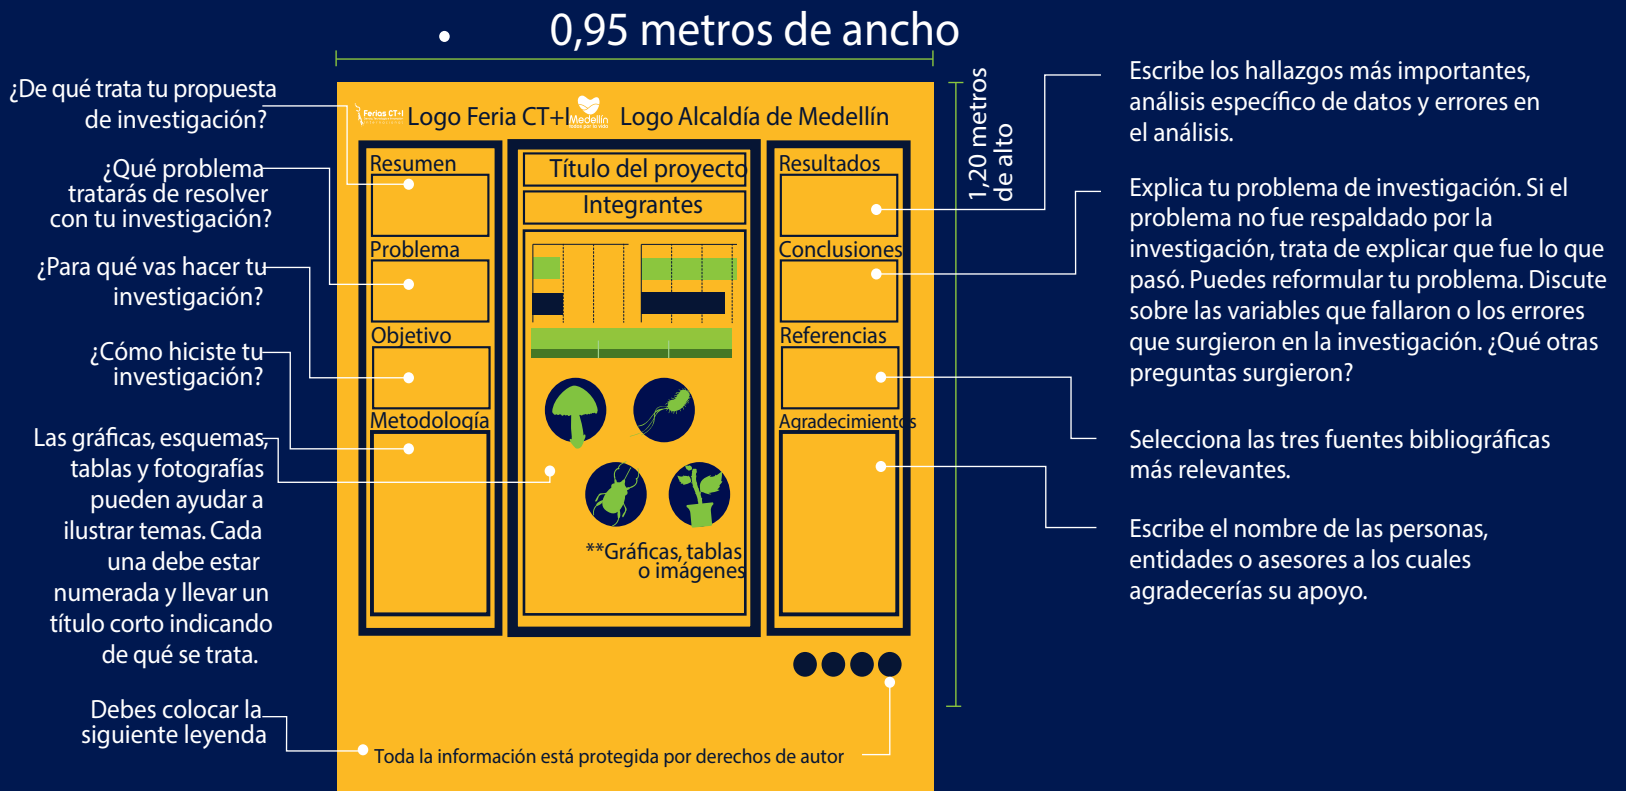 0,95 metros de ancho
1,20 metros
de alto
¿De qué trata tu propuesta
de investigación?
¿Qué problema
tratarás de resolver
con tu investigación?
¿Para qué vas hacer tu
investigación?
¿Cómo hiciste tu
investigación?
Las gráficas, esquemas,
tablas y fotografías
pueden ayudar a
ilustrar temas. Cada
una debe estar
numerada y llevar un
título corto indicando
de qué se trata.
Debes colocar la
siguiente leyenda
Ferias CT+I
Logo Feria CT+I
Medellín
todos por la vida
Logo Alcaldía de Medellín
Resumen
Problema
Objetivo
Metodología
Título del proyecto
Integrantes
**Gráficas, tablas
o imágenes
Resultados
Conclusiones
Referencias
Agradecimientos
Toda la información está protegida por derechos de autor
Escribe los hallazgos más importantes,
análisis específico de datos y errores en
el análisis.
Explica tu problema de investigación. Si el
problema no fue respaldado por la
investigación, trata de explicar que fue lo que
pasó. Puedes reformular tu problema. Discute
sobre las variables que fallaron o los errores
que surgieron en la investigación. ¿Qué otras
preguntas surgieron?
Selecciona las tres fuentes bibliográficas
más relevantes.
Escribe el nombre de las personas,
entidades o asesores a los cuales
agradecerías su apoyo.